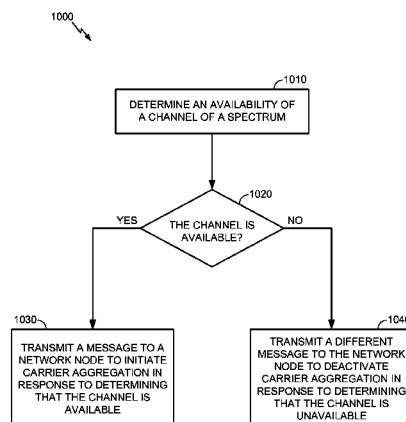 1000
1010
DETERMINE AN AVAILABILITY OF
A CHANNEL OF A SPECTRUM
1020
THE CHANNEL IS
AVAILABLE?
YES
NO
1030
TRANSMIT A MESSAGE TO A
NETWORK NODE TO INITIATE
CARRIER AGGREGATION IN
RESPONSE TO DETERMINING
THAT THE CHANNEL IS
AVAILABLE
1040
TRANSMIT A DIFFERENT
MESSAGE TO THE NETWORK
NODE TO DEACTIVATE
CARRIER AGGREGATION IN
RESPONSE TO DETERMINING
THAT THE CHANNEL IS
UNAVAILABLE